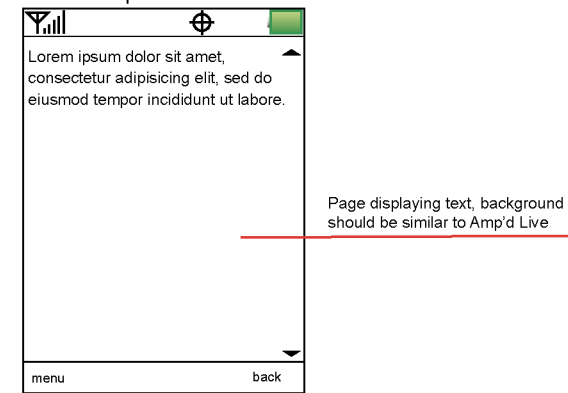 Lorem ipsum dolor sit amet,
consectetur adipisicing elit, sed do
eiusmod tempor incididunt ut labore.
Page displaying text, background
should be similar to Amp'd Live
menu
back